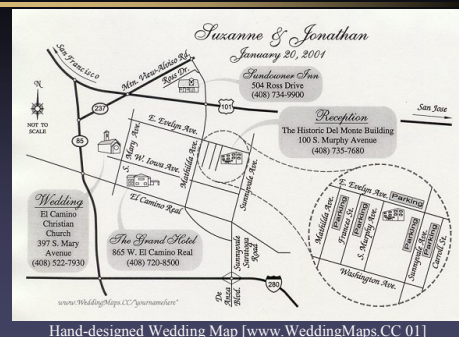 Suzanne & Jonathan
January 20, 2001
San Francisco
Mtn. View-Alviso Rd.
Ross Dr.
Sundowner Inn
504 Ross Drive
(408) 734-9900
N
NOT TO
SCALE
237
101
San Jose
85
E. Evelyn Ave.
S. Mary Ave.
W. Iowa Ave.
Mathilda Ave.
Sunnyvale Ave.
El Camino Real
Reception
The Historic Del Monte Building
100 S. Murphy Avenue
(408) 735-7680
Wedding
El Camino
Christian
Church
397 S. Mary
Avenue
(408) 522-7930
The Grand Hotel
865 W. El Camino Real
(408) 720-8500
Sunnyvale
Saratoga
Road
De
Anza
Blvd.
280
E. Evelyn Ave.
Parking
Mathilda Ave.
Parking
Frances St.
Parking
S. Murphy Ave.
Parking
Sunnyvale Ave.
Parking
Carroll St.
Washington Ave.
www.WeddingMaps.CC/"yournamehere"
Hand-designed Wedding Map [www.WeddingMaps.CC 01]